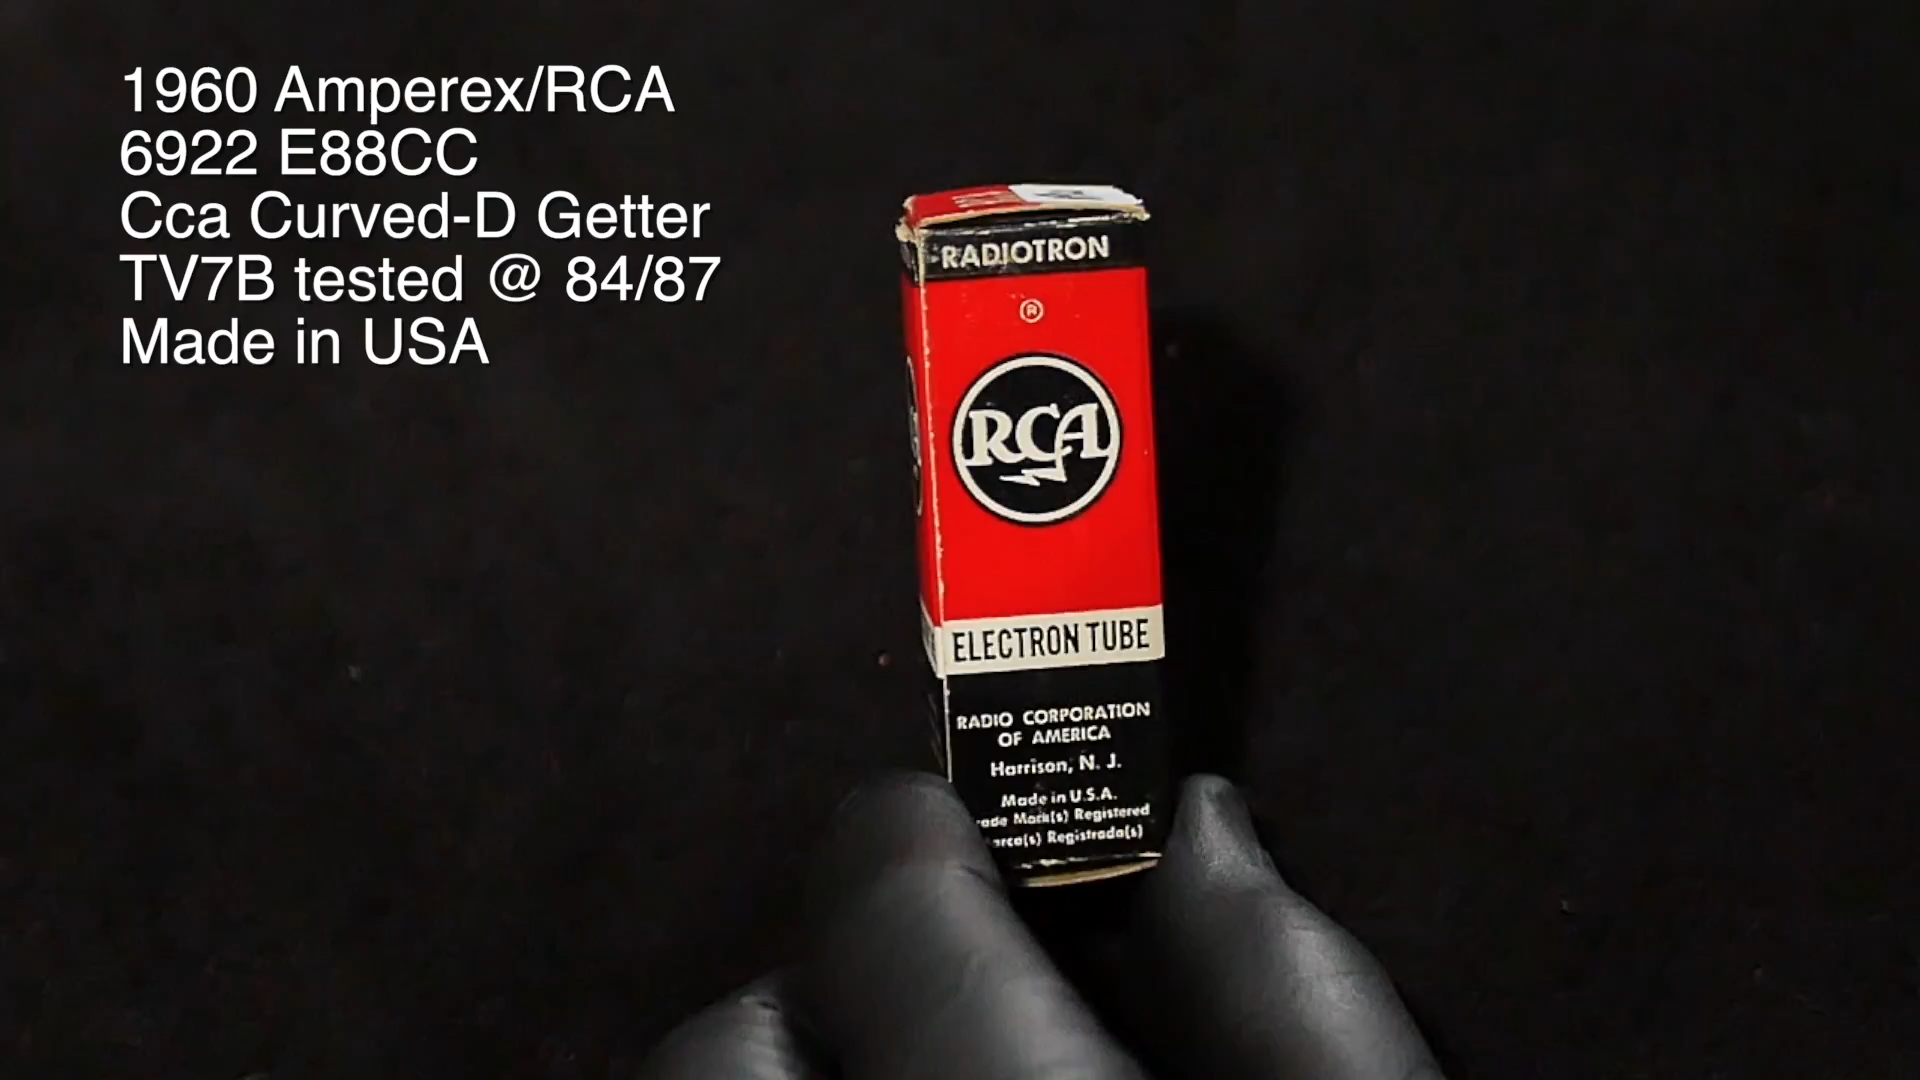 1960 Amperex/RCA
6922 E88CC
Cca Curved-D Getter
TV7B tested @ 84/87
Made in USA
RADIOTRON
®
RCA
ELECTRON TUBE
RADIO CORPORATION
OF AMERICA
Harrison, N. J.
Made in U.S.A.
Mark(s) Registered
Registrada(s)